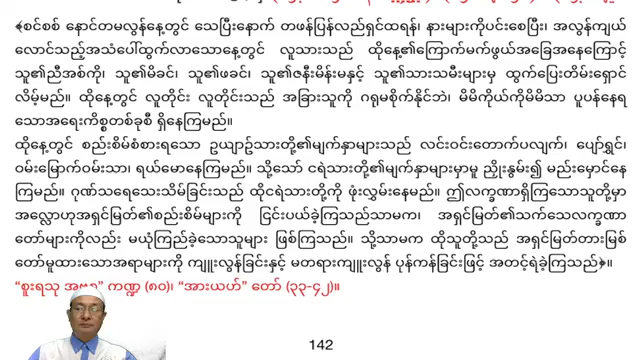 ﴾စင်စစ် နောင်တမလွန်နေ့တွင် သေပြီးနောက် တဖန်ပြန်လည်ရှင်ထရန်၊ နားများကိုပင်းစေပြီး၊ အလွန်ကျယ်
လောင်သည့်အသံပေါ်ထွက်လာသောနေ့တွင် လူသားသည် ထိုနေ့၏ကြောက်မက်ဖွယ်အခြေအနေကြောင့်
သူ၏ညီအစ်ကို၊ သူ၏မိခင်၊ သူ၏ဖခင်၊ သူ၏ဇနီးမိန်းမနှင့် သူ၏သားသမီးများမှ ထွက်ပြေးတိမ်းရှောင်
လိမ့်မည်။ ထိုနေ့တွင် လူတိုင်း လူတိုင်းသည် အခြားသူကို ဂရုမစိုက်နိုင်ဘဲ၊ မိမိကိုယ်ကိုမိမိသာ ပူပန်နေရ
သောအရေးကိစ္စတစ်ခုစီ ရှိနေကြမည်။
ထိုနေ့တွင် စည်းစိမ်ခံစားရသော ဥယျာဉ်သားတို့၏မျက်နှာများသည် လင်းဝင်းတောက်ပလျက်၊ ပျော်ရွှင်၊
ဝမ်းမြောက်ဝမ်းသာ၊ ရယ်မောနေကြမည်။ ထို့သော် ငရဲသားတို့၏မျက်နှာများမှာမူ ညှိုးနွမ်း၍ မည်းမှောင်နေ
ကြမည်။ ဂုဏ်သရေသေးသိမ်ခြင်းသည် ထိုငရဲသားတို့ကို ဖုံးလွှမ်းနေမည်။ ဤလက္ခဏာရှိကြသောသူတို့မှာ
အလ္လောဟုအရှင်မြတ်၏စည်းစိမ်များကို ငြင်းပယ်ခဲ့ကြသည်သာမက၊ အရှင်မြတ်၏သက်သေလက္ခဏာ
တော်များကိုလည်း မယုံကြည်ခဲ့သောသူများ ဖြစ်ကြသည်။ သို့သာမက ထိုသူတို့သည် အရှင်မြတ်တားမြစ်
တော်မူထားသောအရာများကို ကျူးလွန်ခြင်းနှင့် မတရားကျူးလွန် ပုန်ကန်ခြင်းဖြင့် အတင့်ရဲခဲ့ကြသည်﴿။
“စူးရသု အဗစ” ကဏ္ဍ (၈၀)၊ “အားယဟ်” တော် (၃၃-၄၂)။
142